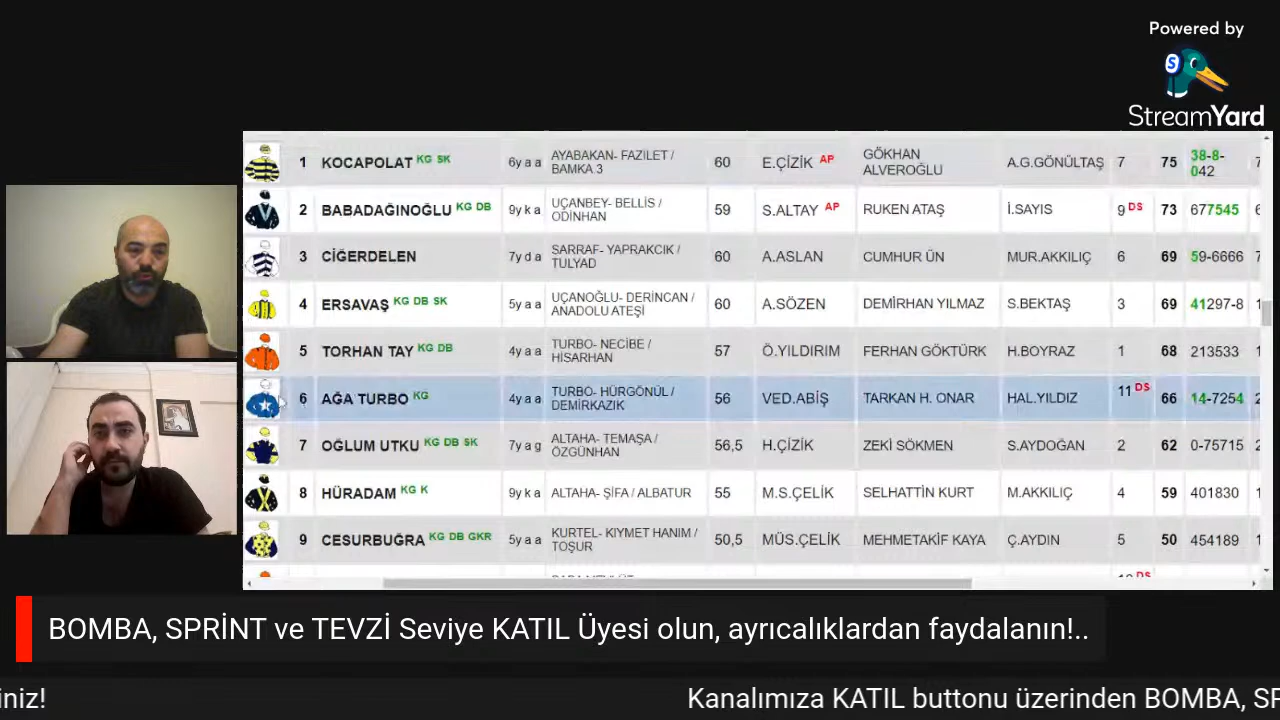 Powered by
StreamYard
1 KOCAPOLAT KG SK 6y a a AYABAKAN- FAZILET / BAMKA 3 60 E.ÇİZİK AP GÖKHAN ALVEROĞLU A.G.GÖNÜLTAŞ 7 75 38-8-042 7
2 BABADAĞINOĞLU KG DB 9y k a UÇANBEY- BELLİS / ODİNHAN 59 S.ALTAY AP RUKEN ATAŞ İ.SAYIS 9 DS 73 677545 6
3 CİĞERDELEN 7y d a SARRAF- YAPRAKCIK / TULYAD 60 A.ASLAN CUMHUR ÜN MUR.AKKILIÇ 6 69 59-6666 7
4 ERSAVAŞ KG DB SK 5y a a UÇANOĞLU- DERİNCAN / ANADOLU ATEŞİ 60 A.SÖZEN DEMİRHAN YILMAZ S.BEKTAŞ 3 69 41297-8 1
5 TORHAN TAY KG DB 4y a a TURBO- NECİBE / HİSARHAN 57 Ö.YILDIRIM FERHAN GÖKTÜRK H.BOYRAZ 1 68 213533 1
6 AĞA TURBO KG 4y a a TURBO- HÜRGÖNÜL / DEMİRKAZIK 56 VED.ABİŞ TARKAN H. ONAR HAL.YILDIZ 11 DS 66 14-7254 2
7 OĞLUM UTKU KG DB SK 7y a g ALTAHA- TEMAŞA / ÖZGÜNHAN 56,5 H.ÇİZİK ZEKİ SÖKMEN S.AYDOĞAN 2 62 0-75715 2
8 HÜRADAM KG K 9y k a ALTAHA- ŞİFA / ALBATUR 55 M.S.ÇELİK SELHATTİN KURT M.AKKILIÇ 4 59 401830 1
9 CESURBUĞRA KG DB GKR 5y a a KURTEL- KIYMET HANIM / TOŞUR 50,5 MÜS.ÇELİK MEHMETAKİF KAYA Ç.AYDIN 5 50 454189 1
BOMBA, SPRİNT ve TEVZİ Seviye KATIL Üyesi olun, ayrıcalıklardan faydalanın!..
iniz! Kanalımıza KATIL buttonu üzerinden BOMBA, SP